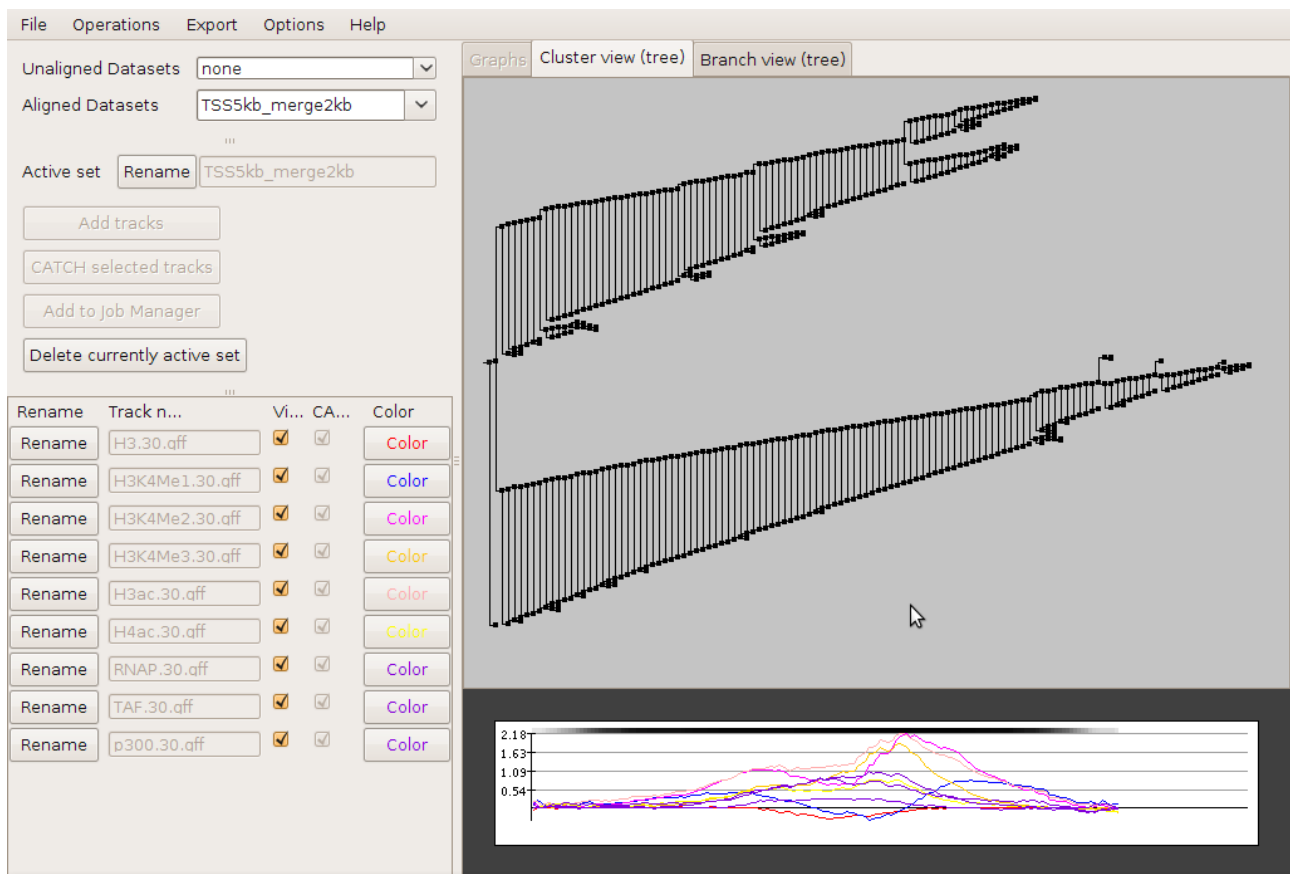 File Operations Export Options Help
Unaligned Datasets none
Aligned Datasets TSS5kb_merge2kb
Active set Rename TSS5kb_merge2kb
Add tracks
CATCH selected tracks
Add to Job Manager
Delete currently active set
Rename Track n... Vi... CA... Color
Rename H3.30.gff Color
Rename H3K4Me1.30.gff Color
Rename H3K4Me2.30.gff Color
Rename H3K4Me3.30.gff Color
Rename H3ac.30.gff Color
Rename H4ac.30.gff Color
Rename RNAP.30.gff Color
Rename TAF.30.gff Color
Rename p300.30.gff Color
Graphs Cluster view (tree) Branch view (tree)
2.18
1.63
1.09
0.54